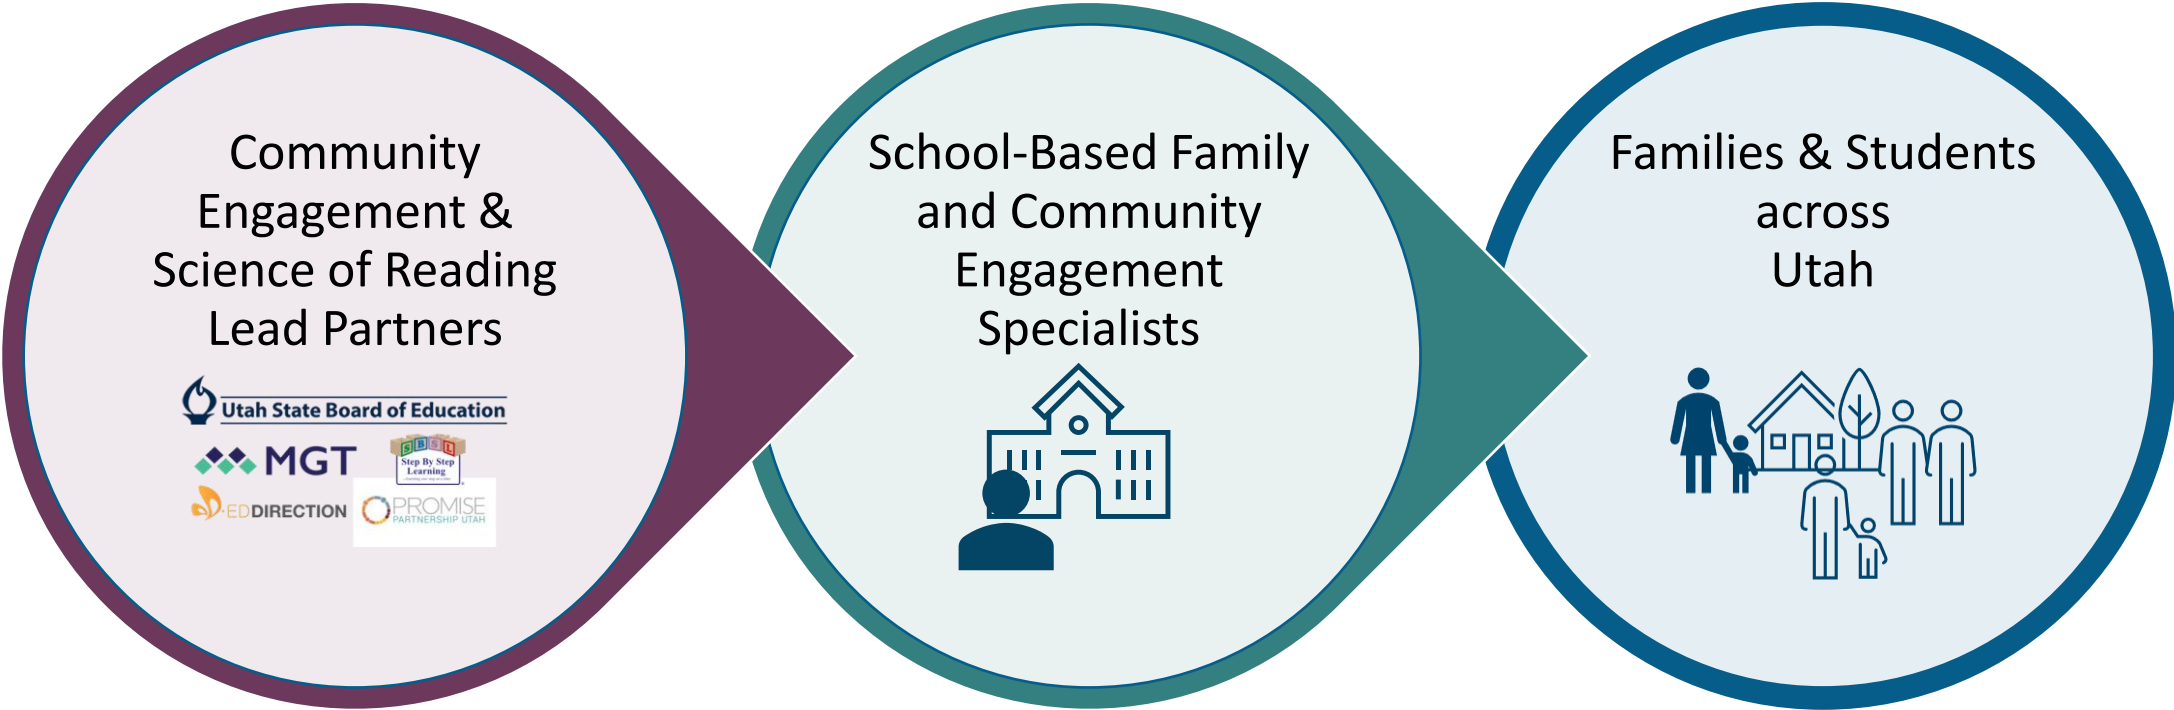 Community
Engagement &
Science of Reading
Lead Partners
Utah State Board of Education
MGT
SBSL
Step By Step
Learning
EDDIRECTION
PROMISE
PARTNERSHIP UTAH
School-Based Family
and Community
Engagement
Specialists
Families & Students
across
Utah